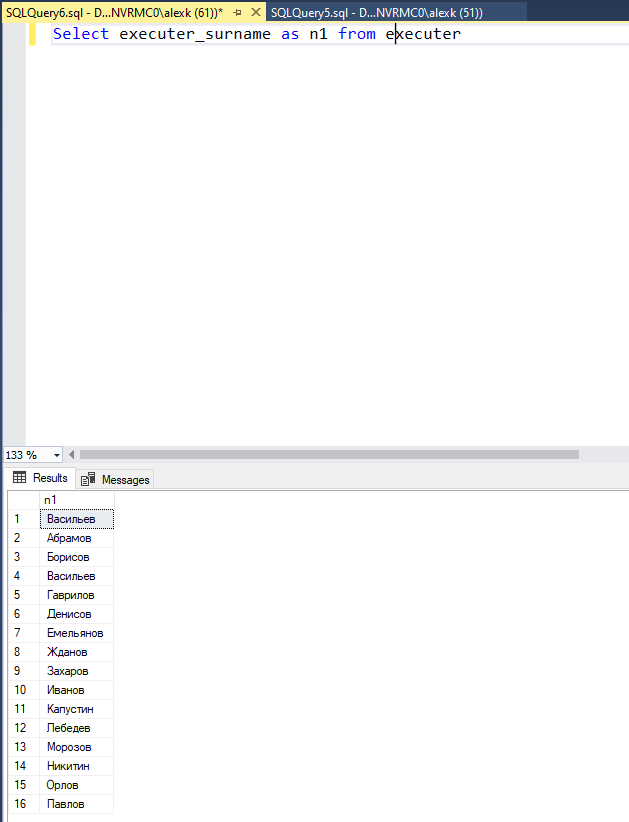 SQLQuery6.sql - D...NVRMC0\alexk (61))* SQLQuery5.sql - D...NVRMC0\alexk (51))
Select executer_surname as n1 from executer
133 %
Results Messages
n1
1 Васильев
2 Абрамов
3 Борисов
4 Васильев
5 Гаврилов
6 Денисов
7 Емельянов
8 Жданов
9 Захаров
10 Иванов
11 Капустин
12 Лебедев
13 Морозов
14 Никитин
15 Орлов
16 Павлов